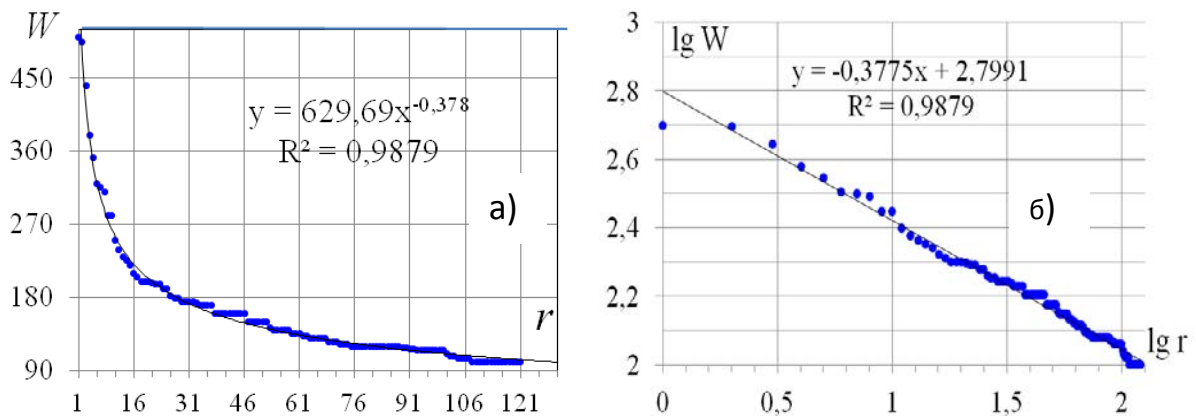 W
450
360
270
180
90
y = 629,69x^-0,378
R² = 0,9879
а)
r
1 16 31 46 61 76 91 106 121
3
2,8
2,6
2,4
2,2
2
lg W
y = -0,3775x + 2,7991
R² = 0,9879
б)
lg r
0 0,5 1 1,5 2